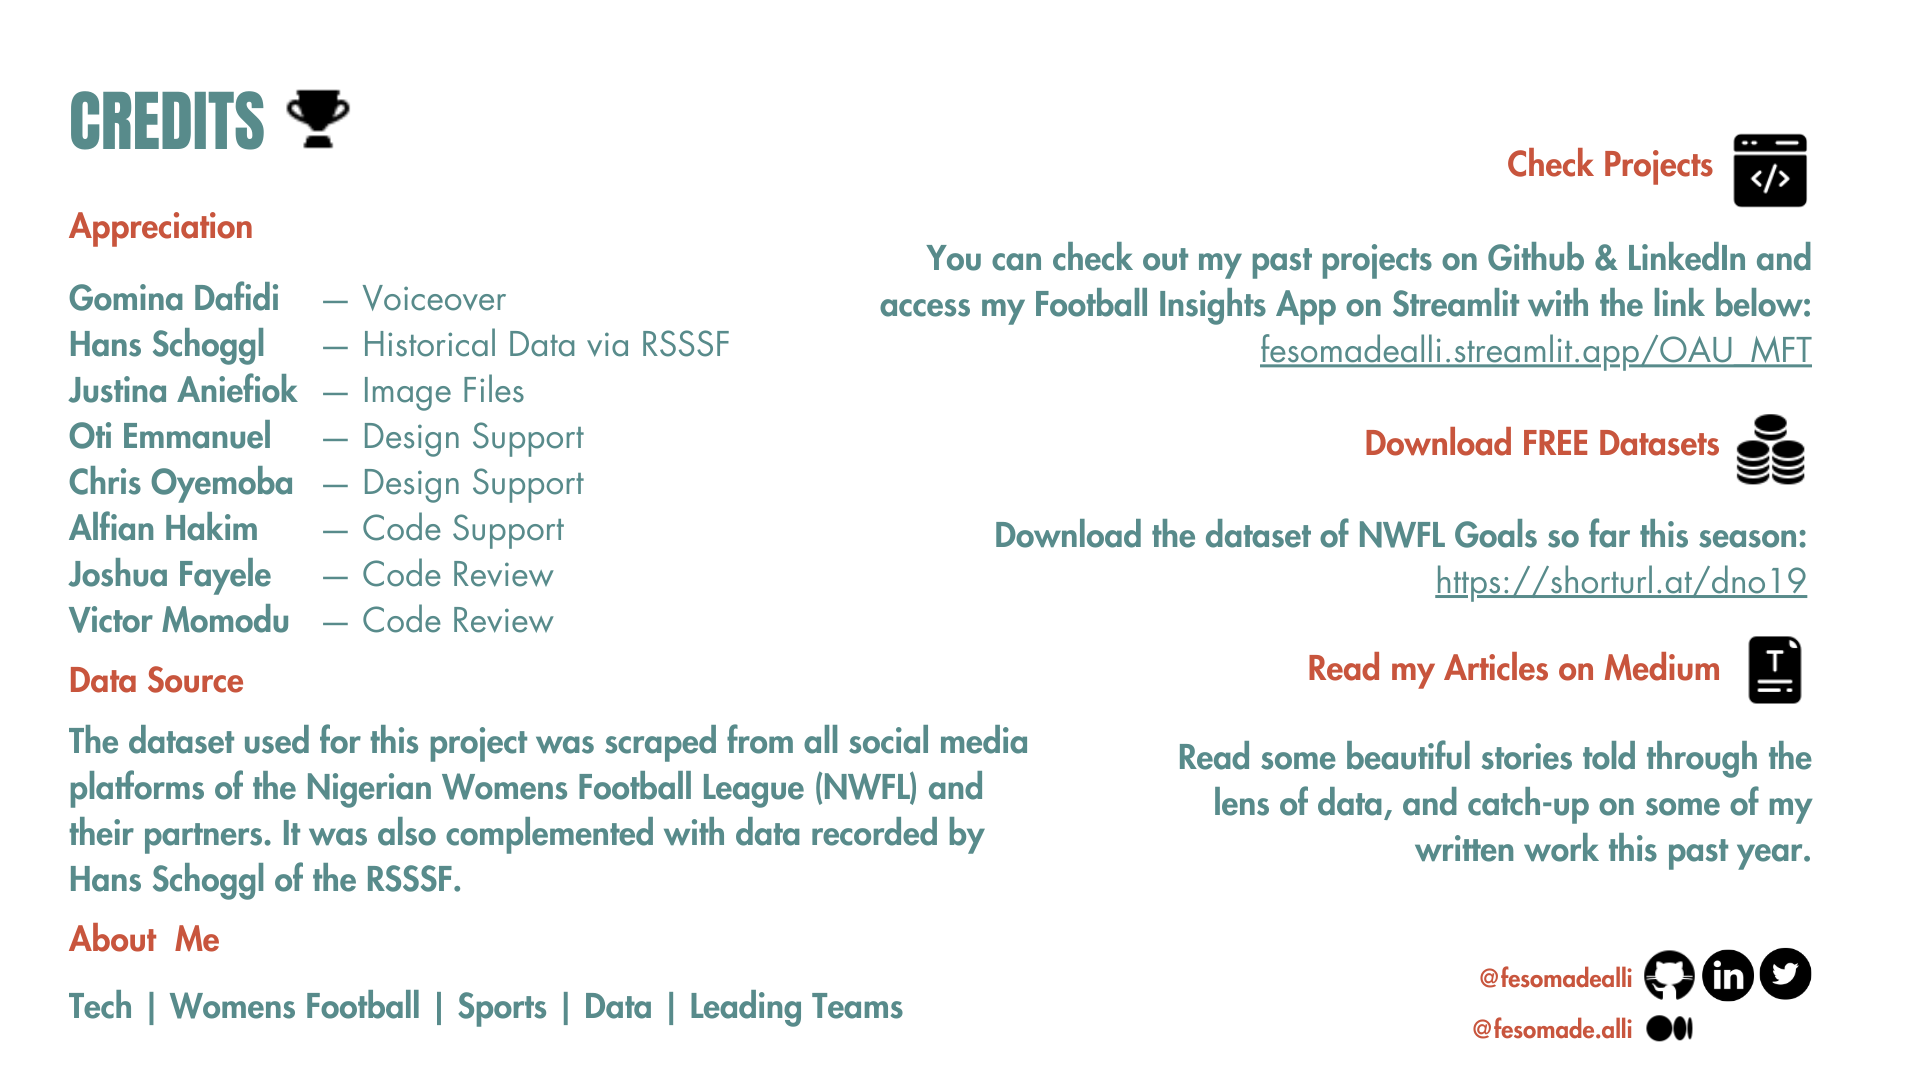 CREDITS
Appreciation
Gomina Dafidi — Voiceover
Hans Schoggl — Historical Data via RSSSF
Justina Aniefiok — Image Files
Oti Emmanuel — Design Support
Chris Oyemoba — Design Support
Alfian Hakim — Code Support
Joshua Fayele — Code Review
Victor Momodu — Code Review
Data Source
The dataset used for this project was scraped from all social media
platforms of the Nigerian Womens Football League (NWFL) and
their partners. It was also complemented with data recorded by
Hans Schoggl of the RSSSF.
About Me
Tech | Womens Football | Sports | Data | Leading Teams
Check Projects
</>
You can check out my past projects on Github & LinkedIn and
access my Football Insights App on Streamlit with the link below:
fesomadealli.streamlit.app/OAU_MFT
Download FREE Datasets
Download the dataset of NWFL Goals so far this season:
https://shorturl.at/dno19
Read my Articles on Medium
T
Read some beautiful stories told through the
lens of data, and catch-up on some of my
written work this past year.
@fesomadealli in
@fesomade.alli